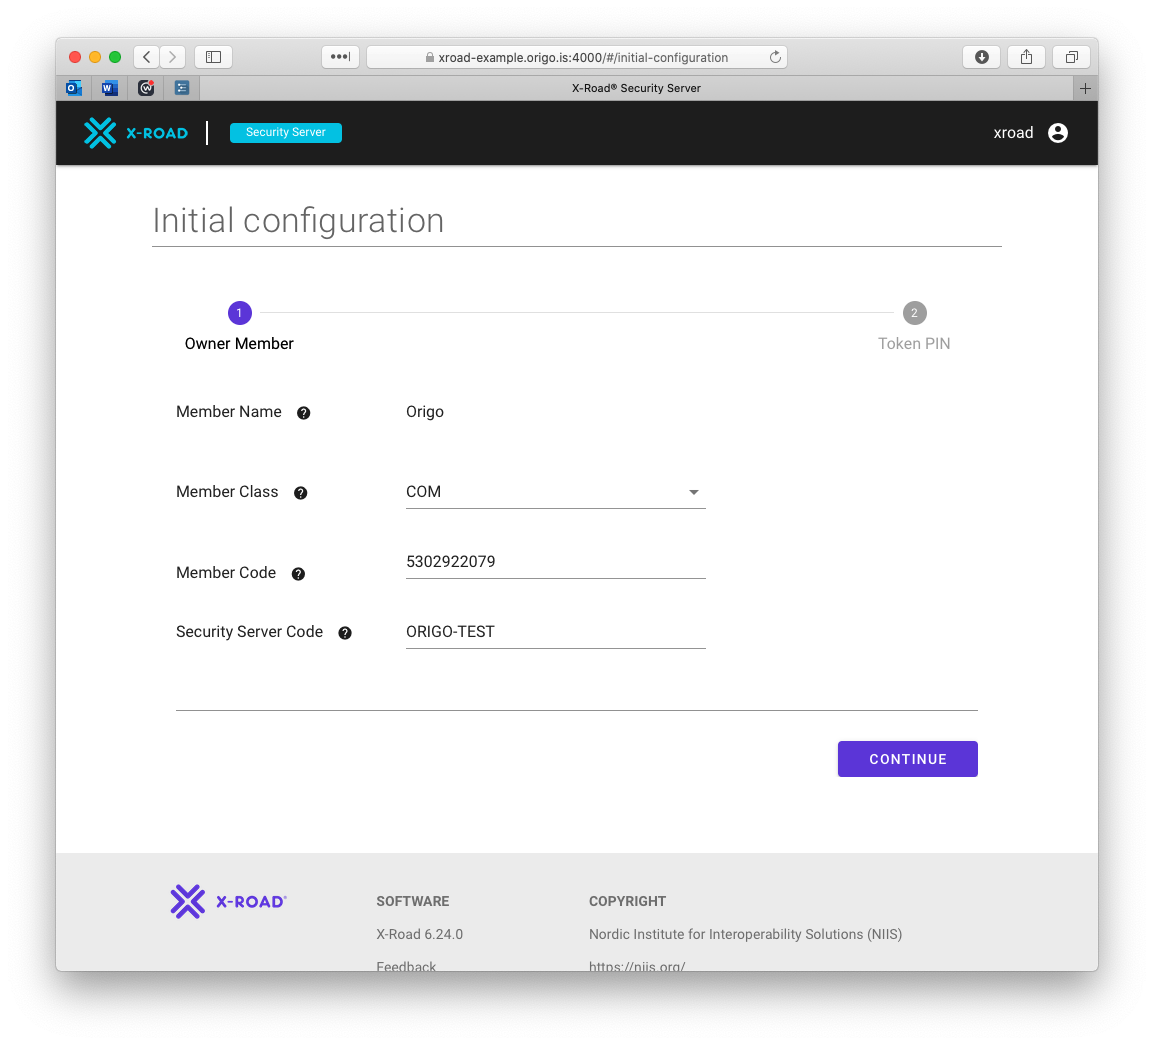 xroad-example.origo.is:4000/#/initial-configuration
X-Road® Security Server
X-ROAD
Security Server
xroad
Initial configuration
1
2
Owner Member
Token PIN
Member Name
Origo
Member Class
COM
Member Code
5302922079
Security Server Code
ORIGO-TEST
CONTINUE
X-ROAD®
SOFTWARE
COPYRIGHT
X-Road 6.24.0
Nordic Institute for Interoperability Solutions (NIIS)
Feedback
https://niis.org/